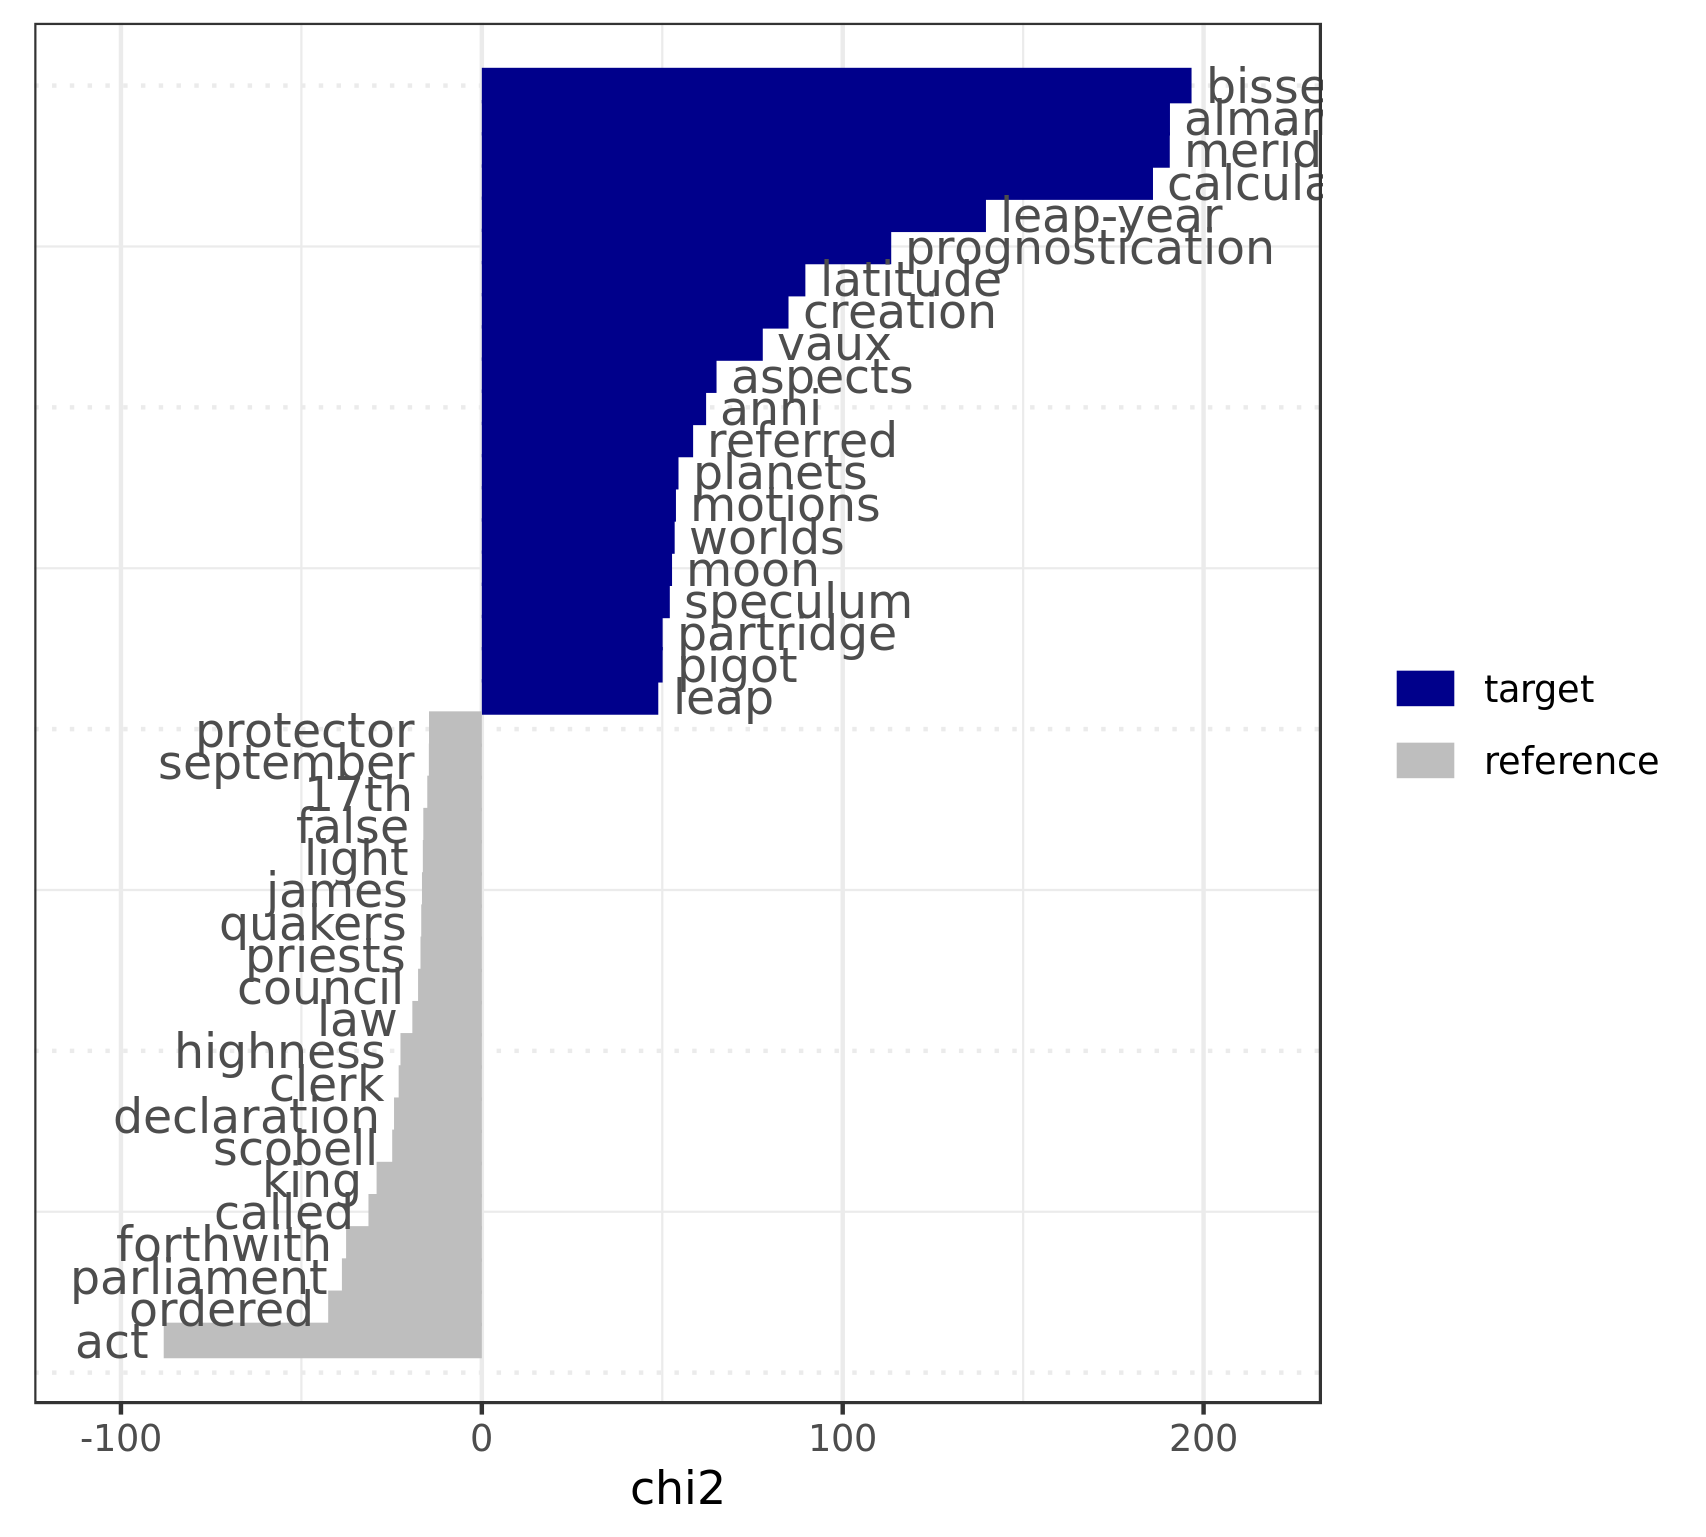 bisse
alman
merid
calcula
leap-year
prognostication
latitude
creation
vaux
aspects
anni
referred
planets
motions
worlds
moon
speculum
partridge
bigot
leap
protector
september
17th
false
light
james
quakers
priests
council
law
highness
clerk
declaration
scobell
king
called
forthwith
parliament
ordered
act
-100 0 100 200
chi2
target
reference